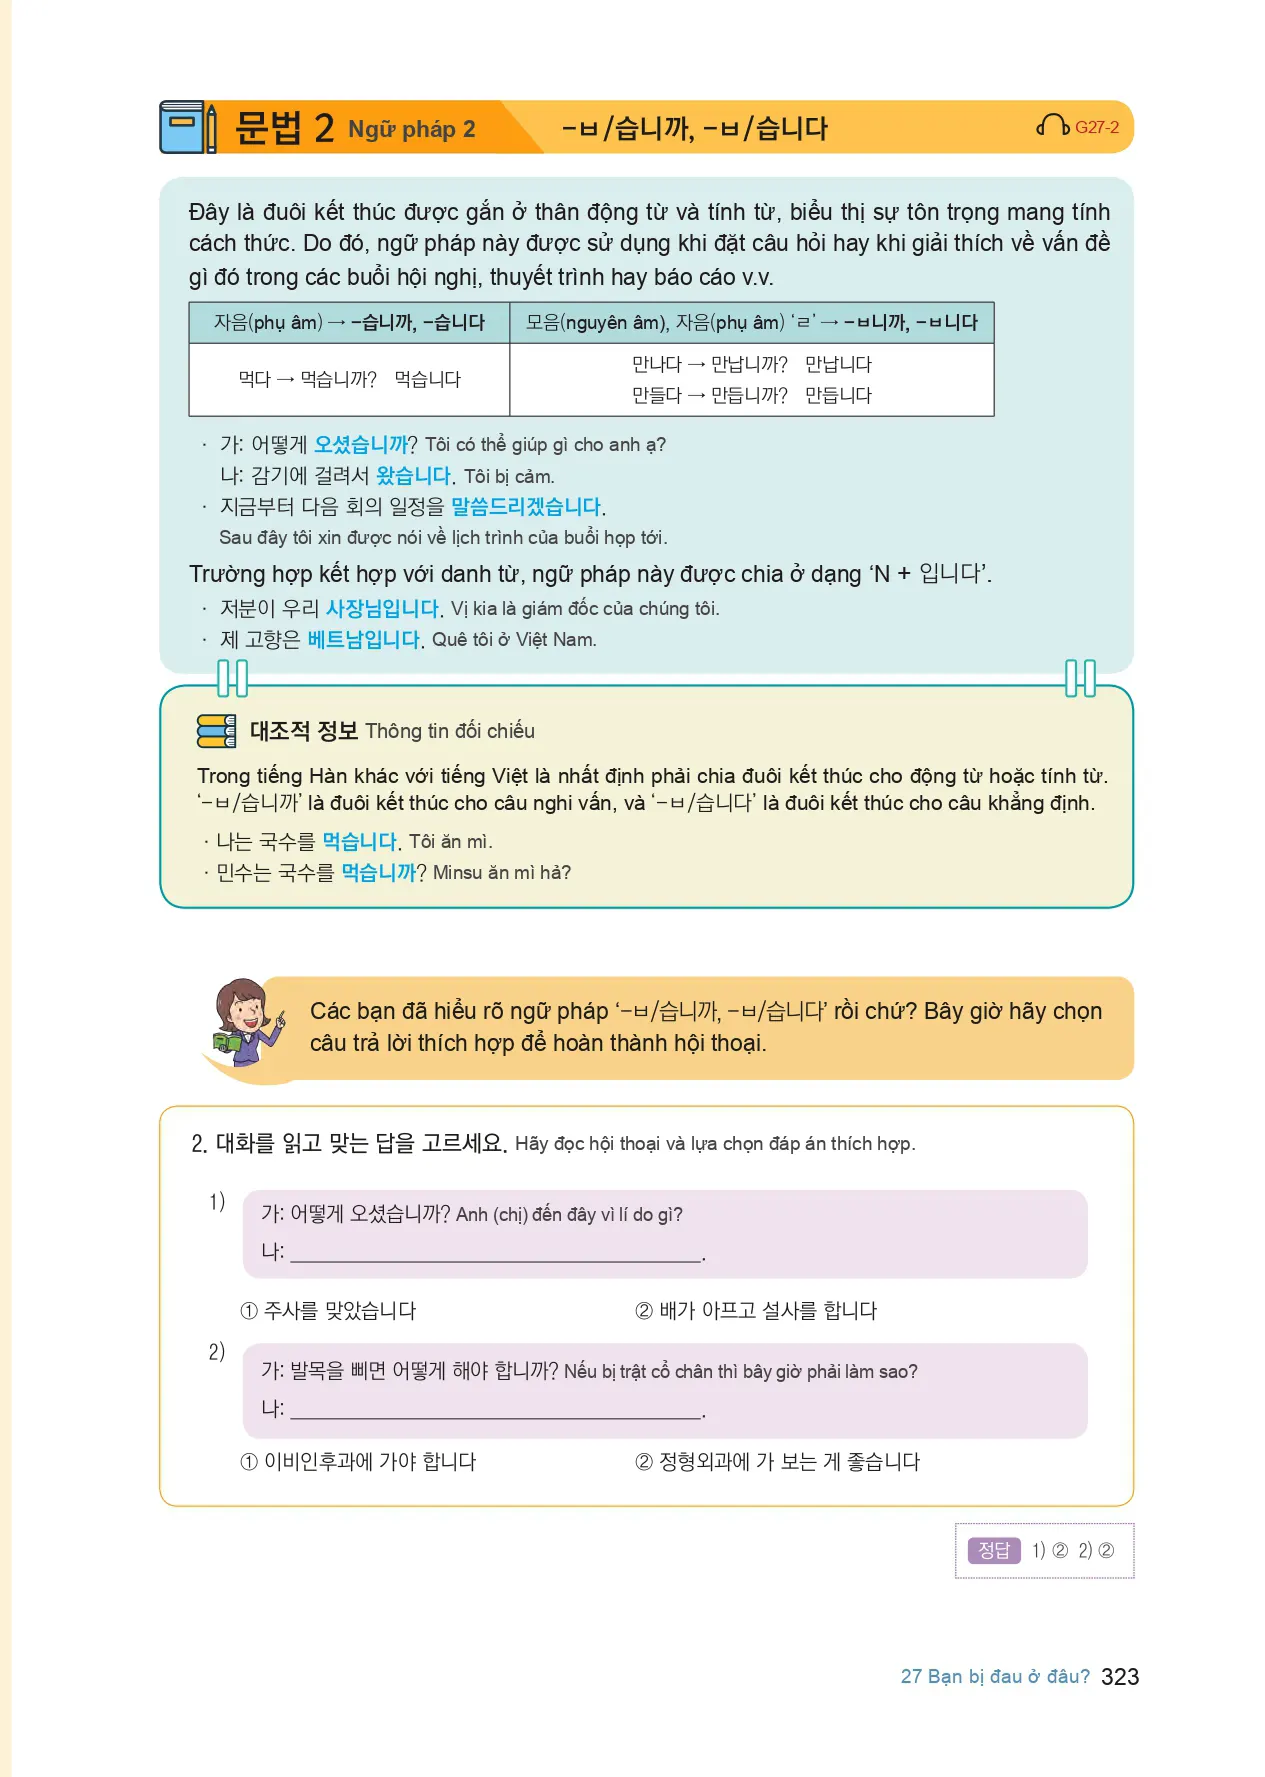 문법 2 Ngữ pháp 2 –ㅂ/습니까, –ㅂ/습니다 G27-2
Đây là đuôi kết thúc được gắn ở thân động từ và tính từ, biểu thị sự tôn trọng mang tính
cách thức. Do đó, ngữ pháp này được sử dụng khi đặt câu hỏi hay khi giải thích về vấn đề
gì đó trong các buổi hội nghị, thuyết trình hay báo cáo v.v.
자음(phụ âm) → –습니까, –습니다 모음(nguyên âm), 자음(phụ âm) ‘ㄹ’ → –ㅂ니까, –ㅂ니다
먹다 → 먹습니까? 먹습니다
만나다 → 만납니까? 만납니다
만들다 → 만듭니까? 만듭니다
· 가: 어떻게 오셨습니까? Tôi có thể giúp gì cho anh ạ?
나: 감기에 걸려서 왔습니다. Tôi bị cảm.
· 지금부터 다음 회의 일정을 말씀드리겠습니다.
Sau đây tôi xin được nói về lịch trình của buổi họp tới.
Trường hợp kết hợp với danh từ, ngữ pháp này được chia ở dạng ‘N + 입니다’.
· 저분이 우리 사장님입니다. Vị kia là giám đốc của chúng tôi.
· 제 고향은 베트남입니다. Quê tôi ở Việt Nam.
대조적 정보 Thông tin đối chiếu
Trong tiếng Hàn khác với tiếng Việt là nhất định phải chia đuôi kết thúc cho động từ hoặc tính từ.
‘–ㅂ/습니까’ là đuôi kết thúc cho câu nghi vấn, và ‘–ㅂ/습니다’ là đuôi kết thúc cho câu khẳng định.
· 나는 국수를 먹습니다. Tôi ăn mì.
· 민수는 국수를 먹습니까? Minsu ăn mì hả?
Các bạn đã hiểu rõ ngữ pháp ‘–ㅂ/습니까, –ㅂ/습니다’ rồi chứ? Bây giờ hãy chọn
câu trả lời thích hợp để hoàn thành hội thoại.
2. 대화를 읽고 맞는 답을 고르세요. Hãy đọc hội thoại và lựa chọn đáp án thích hợp.
1)
가: 어떻게 오셨습니까? Anh (chị) đến đây vì lí do gì?
나: ________________________________.
① 주사를 맞았습니다 ② 배가 아프고 설사를 합니다
2)
가: 발목을 삐면 어떻게 해야 합니까? Nếu bị trật cổ chân thì bây giờ phải làm sao?
나: ________________________________.
① 이비인후과에 가야 합니다 ② 정형외과에 가 보는 게 좋습니다
정답 1) ② 2) ②
27 Bạn bị đau ở đâu? 323